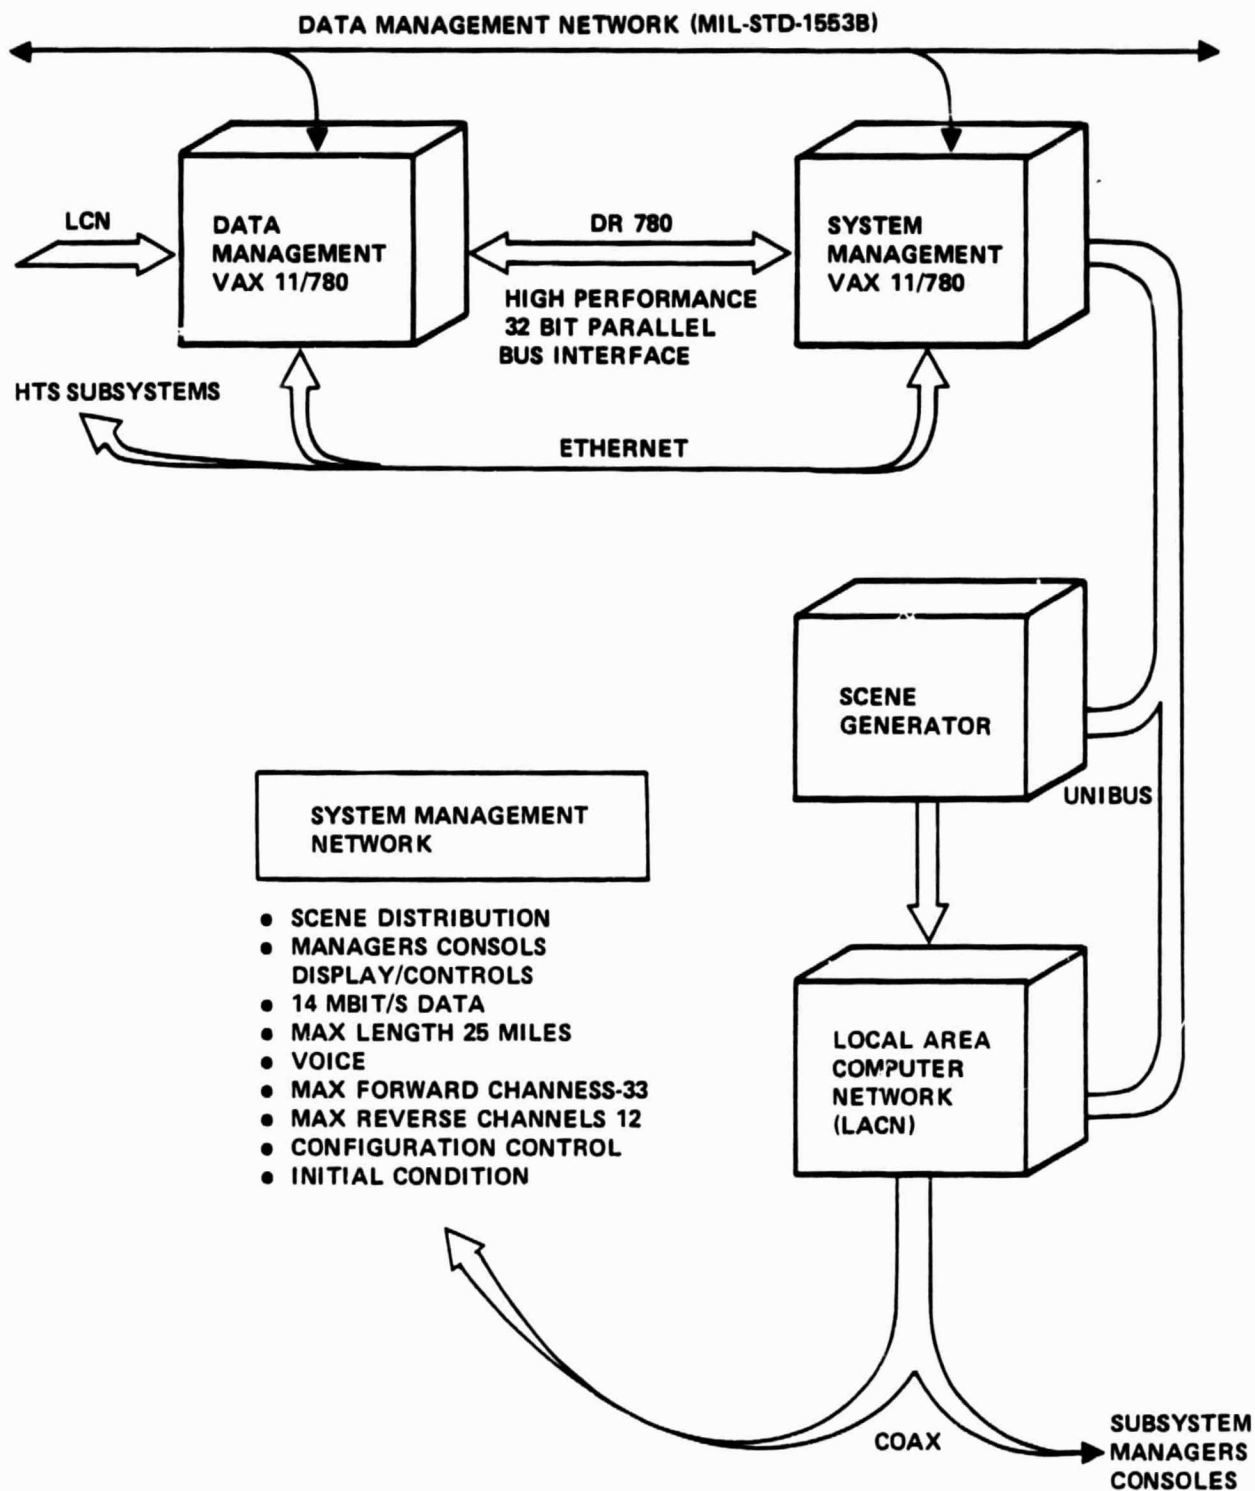 DATA MANAGEMENT NETWORK (MIL-STD-1553B)
LCN
DATA
MANAGEMENT
VAX 11/780
DR 780
HIGH PERFORMANCE
32 BIT PARALLEL
BUS INTERFACE
SYSTEM
MANAGEMENT
VAX 11/780
HTS SUBSYSTEMS
ETHERNET
SCENE
GENERATOR
UNIBUS
SYSTEM MANAGEMENT
NETWORK
● SCENE DISTRIBUTION
● MANAGERS CONSOLS
DISPLAY/CONTROLS
● 14 MBIT/S DATA
● MAX LENGTH 25 MILES
● VOICE
● MAX FORWARD CHANNESS-33
● MAX REVERSE CHANNELS 12
● CONFIGURATION CONTROL
● INITIAL CONDITION
LOCAL AREA
COMPUTER
NETWORK
(LACN)
COAX
SUBSYSTEM
MANAGERS
CONSOLES